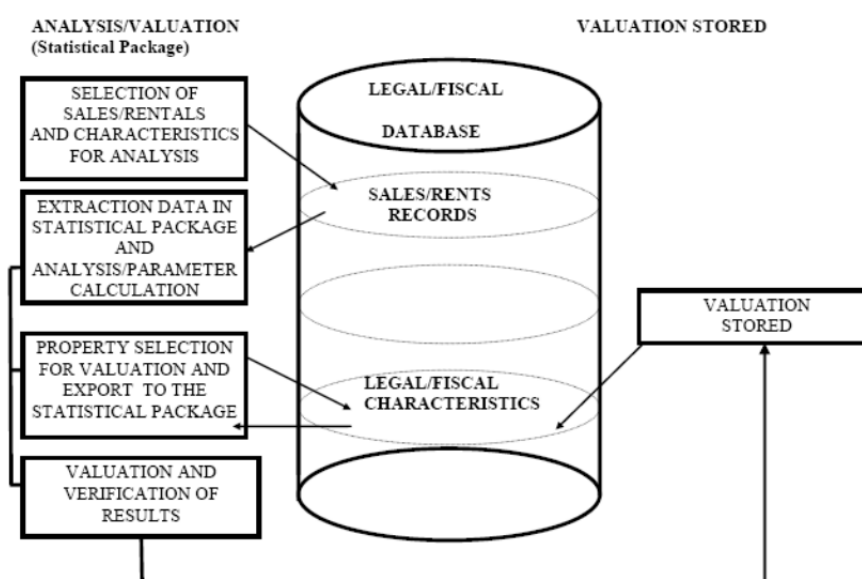 ANALYSIS/VALUATION
(Statistical Package)
VALUATION STORED
SELECTION OF
SALES/RENTALS
AND CHARACTERISTICS
FOR ANALYSIS
LEGAL/FISCAL
DATABASE
SALES/RENTS
RECORDS
EXTRACTION DATA IN
STATISTICAL PACKAGE
AND
ANALYSIS/PARAMETER
CALCULATION
VALUATION
STORED
PROPERTY SELECTION
FOR VALUATION AND
EXPORT TO THE
STATISTICAL PACKAGE
LEGAL/FISCAL
CHARACTERISTICS
VALUATION AND
VERIFICATION OF
RESULTS